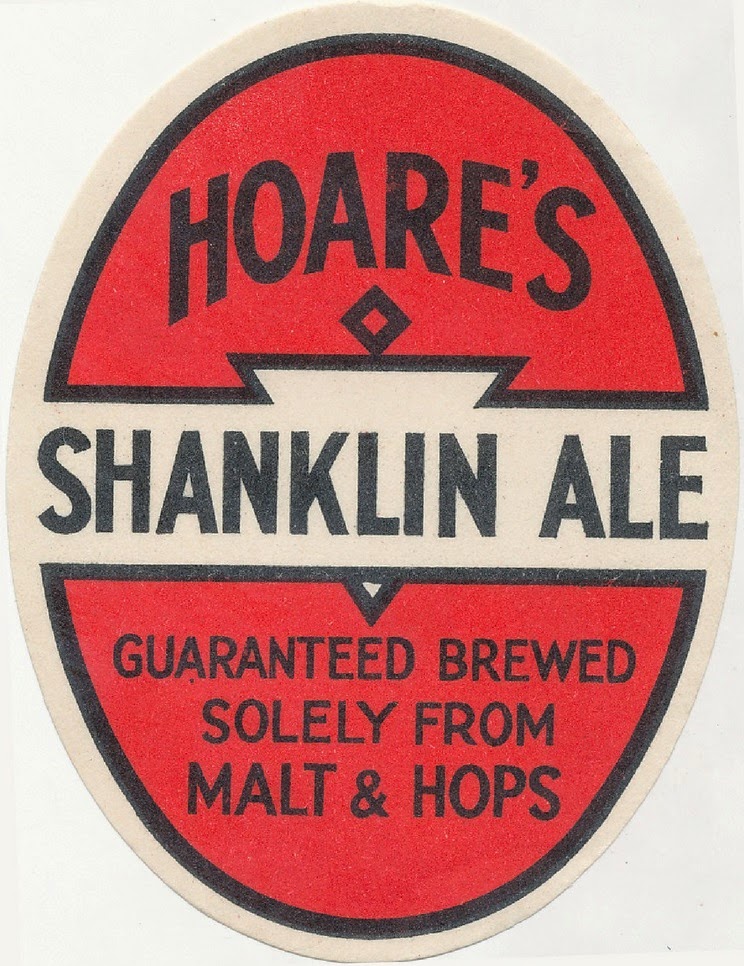 HOARE'S
SHANKLIN ALE
GUARANTEED BREWED
SOLELY FROM
MALT & HOPS